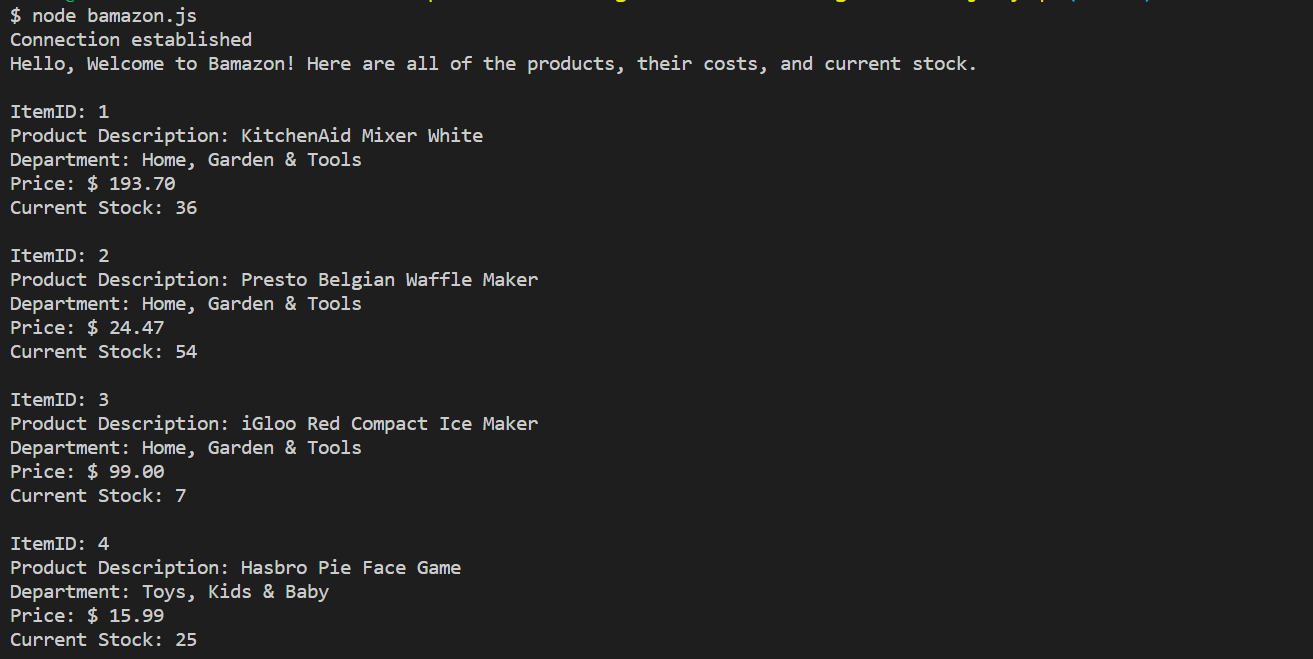 $ node bamazon.js
Connection established
Hello, Welcome to Bamazon! Here are all of the products, their costs, and current stock.

ItemID: 1
Product Description: KitchenAid Mixer White
Department: Home, Garden & Tools
Price: $ 193.70
Current Stock: 36

ItemID: 2
Product Description: Presto Belgian Waffle Maker
Department: Home, Garden & Tools
Price: $ 24.47
Current Stock: 54

ItemID: 3
Product Description: iGloo Red Compact Ice Maker
Department: Home, Garden & Tools
Price: $ 99.00
Current Stock: 7

ItemID: 4
Product Description: Hasbro Pie Face Game
Department: Toys, Kids & Baby
Price: $ 15.99
Current Stock: 25